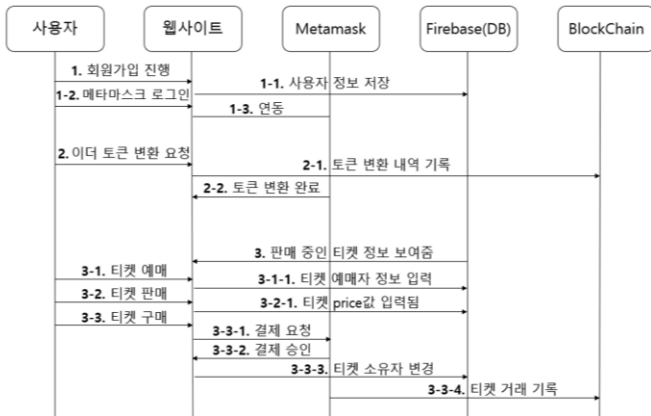 사용자
웹사이트
Metamask
Firebase(DB)
BlockChain
1. 회원가입 진행
1-1. 사용자 정보 저장
1-2. 메타마스크 로그인
1-3. 연동
2. 이더 토큰 변환 요청
2-1. 토큰 변환 내역 기록
2-2. 토큰 변환 완료
3. 판매 중인 티켓 정보 보여줌
3-1. 티켓 예매
3-1-1. 티켓 예매자 정보 입력
3-2. 티켓 판매
3-2-1. 티켓 price값 입력됨
3-3. 티켓 구매
3-3-1. 결제 요청
3-3-2. 결제 승인
3-3-3. 티켓 소유자 변경
3-3-4. 티켓 거래 기록